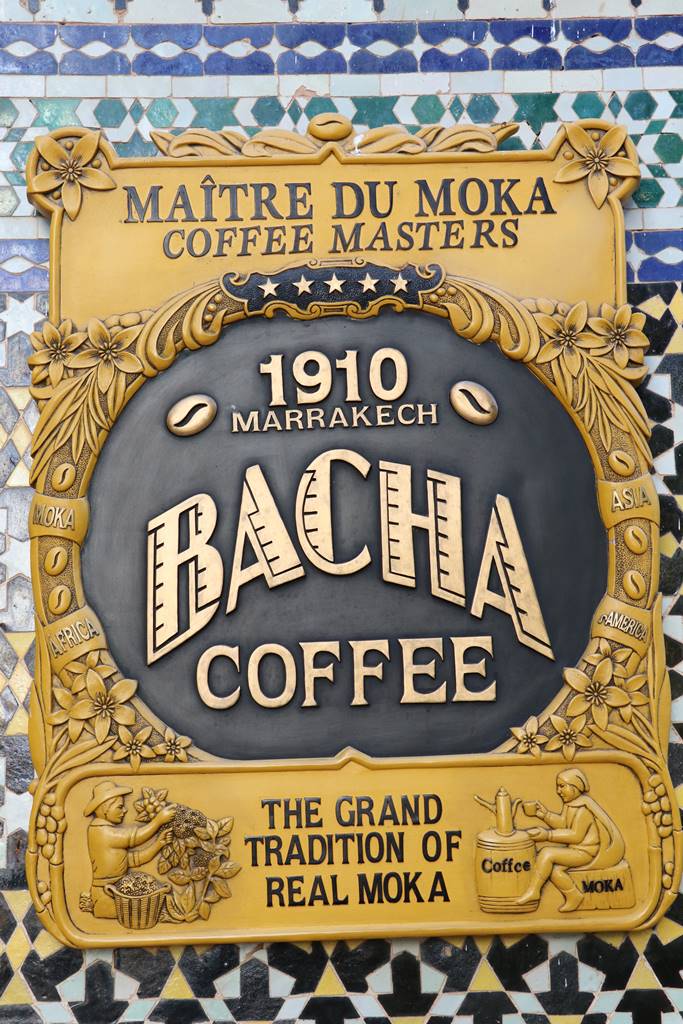 MAÎTRE DU MOKA
COFFEE MASTERS
1910
MARRAKECH
BACHA
COFFEE
MOKA
ASIA
AFRICA
AMERICA
THE GRAND
TRADITION OF
REAL MOKA
Coffee
MOKA